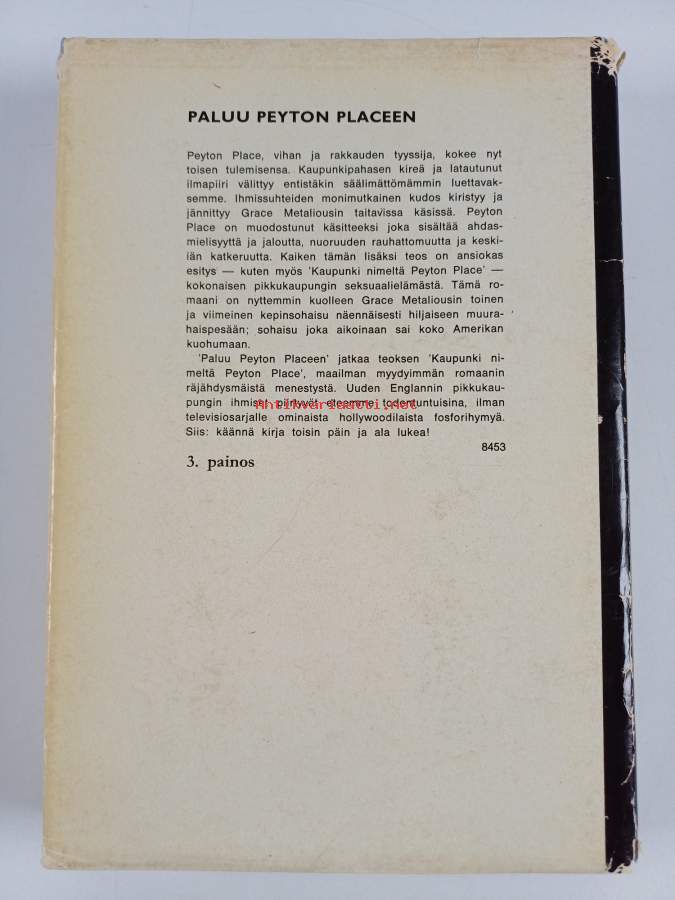 PALUU PEYTON PLACEEN
Peyton Place, vihan ja rakkauden tyyssija, kokee nyt
toisen tulemisensa. Kaupunkipahasen kireä ja latautunut
ilmapiiri välittyy entistäkin säälimättömämmin luettavak-
semme. Ihmissuhteiden monimutkainen kudos kiristyy ja
jännittyy Grace Metaliousin taitavissa käsissä. Peyton
Place on muodostunut käsitteeksi joka sisältää ahdas-
mielisyyttä ja jaloutta, nuoruuden rauhattomuutta ja keski-
iän katkeruutta. Kaiken tämän lisäksi teos on ansiokas
esitys — kuten myös 'Kaupunki nimeltä Peyton Place' —
kokonaisen pikkukaupungin seksuaalielämästä. Tämä ro-
maani on nyttemmin kuolleen Grace Metaliousin toinen
ja viimeinen kepinsohaisu näennäisesti hiljaiseen muura-
haispesään; sohaisu joka aikoinaan sai koko Amerikan
kuohumaan.
'Paluu Peyton Placeen' jatkaa teoksen 'Kaupunki ni-
meltä Peyton Place', maailman myydyimmän romaanin
räjähdysmäistä menestystä. Uuden Englannin pikkukau-
pungin ihmiset piirtyvät eteemme todentuntuisina, ilman
Antikvariaatti.net
televisiosarjalle ominaista hollywoodilaista fosforihymyä.
Siis: käännä kirja toisin päin ja ala lukea!
8453
3. painos